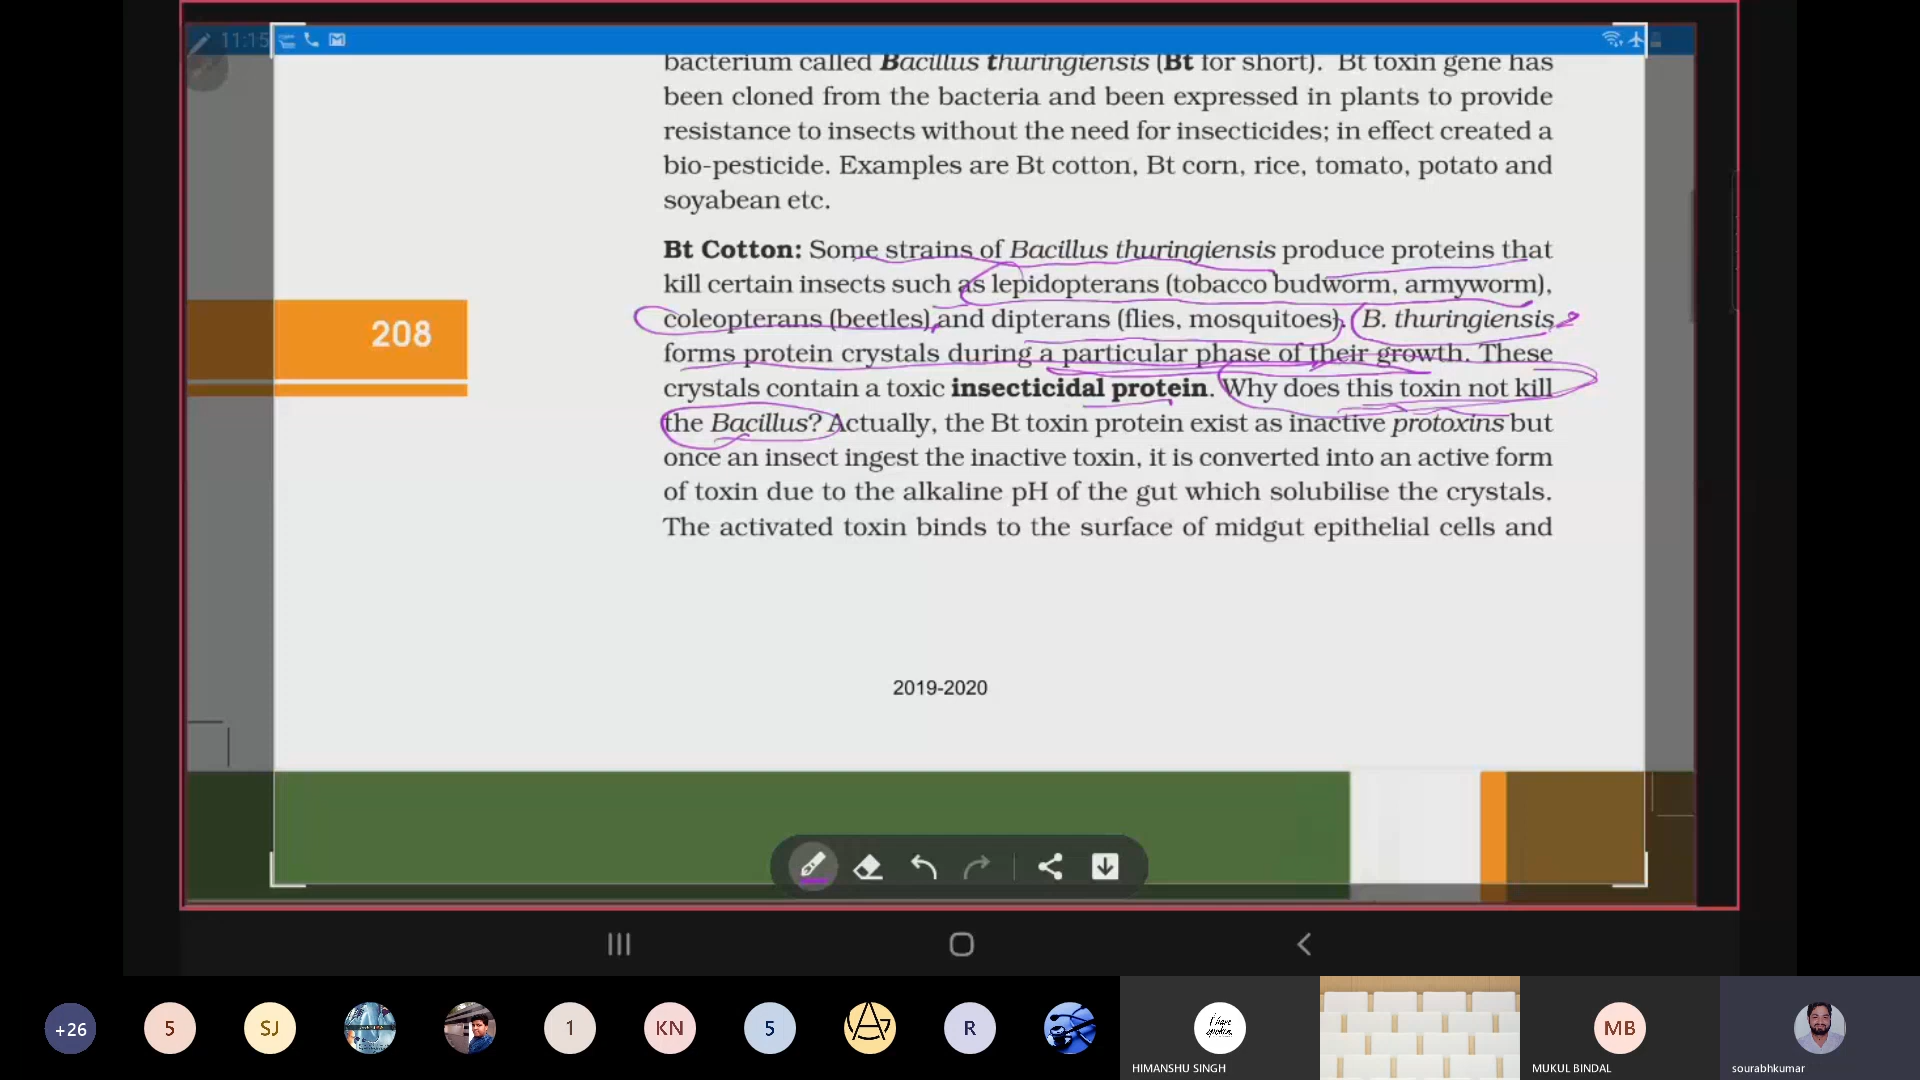 11:15
bacterium called Bacillus thuringiensis (Bt for short). Bt toxin gene has
been cloned from the bacteria and been expressed in plants to provide
resistance to insects without the need for insecticides; in effect created a
bio-pesticide. Examples are Bt cotton, Bt corn, rice, tomato, potato and
soyabean etc.
Bt Cotton: Some strains of Bacillus thuringiensis produce proteins that
kill certain insects such as lepidopterans (tobacco budworm, armyworm),
coleopterans (beetles) and dipterans (flies, mosquitoes). B. thuringiensis
forms protein crystals during a particular phase of their growth. These
crystals contain a toxic insecticidal protein. Why does this toxin not kill
the Bacillus? Actually, the Bt toxin protein exist as inactive protoxins but
once an insect ingest the inactive toxin, it is converted into an active form
of toxin due to the alkaline pH of the gut which solubilise the crystals.
The activated toxin binds to the surface of midgut epithelial cells and
208
2019-2020
+26
5
SJ
1
KN
5
R
I have spoken.
MB
HIMANSHU SINGH
MUKUL BINDAL
sourabhkumar